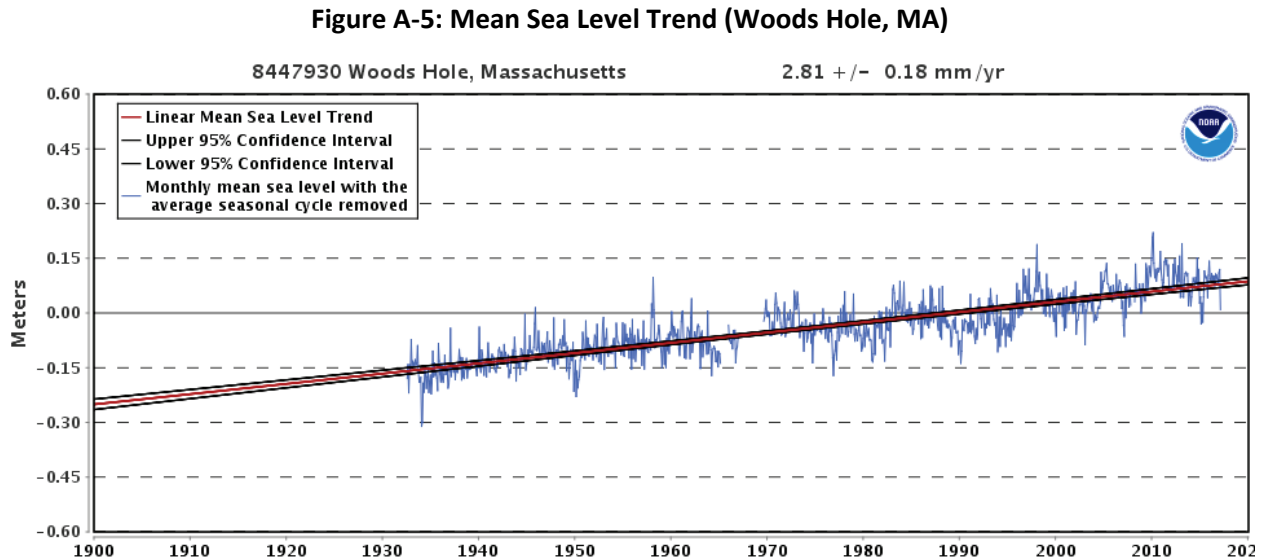 Figure A-5: Mean Sea Level Trend (Woods Hole, MA)
8447930 Woods Hole, Massachusetts 2.81 +/- 0.18 mm/yr
Linear Mean Sea Level Trend
Upper 95% Confidence Interval
Lower 95% Confidence Interval
Monthly mean sea level with the
average seasonal cycle removed
NOAA
Meters
0.60
0.45
0.30
0.15
0.00
-0.15
-0.30
-0.45
-0.60
1900 1910 1920 1930 1940 1950 1960 1970 1980 1990 2000 2010 202